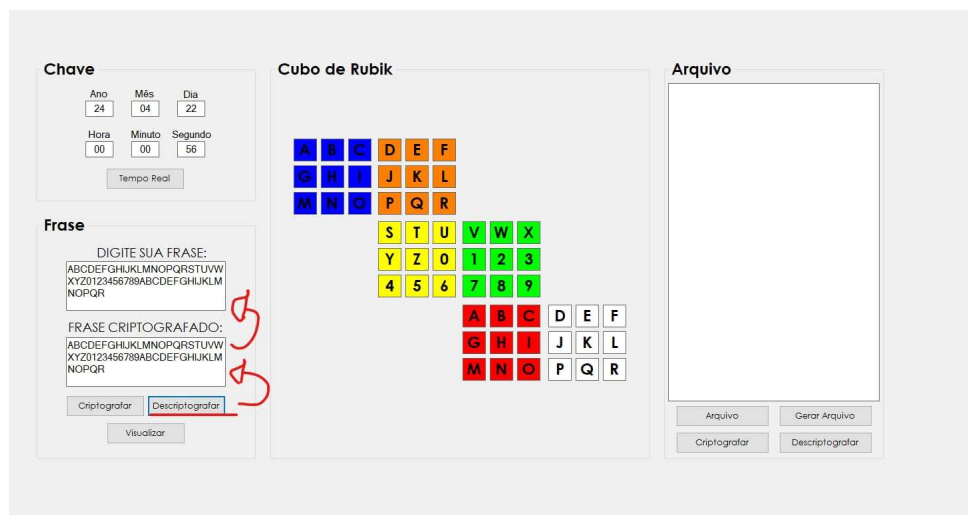 Chave
Ano Mês Dia
24 04 22
Hora Minuto Segundo
00 00 56
Tempo Real
Frase
DIGITE SUA FRASE:
ABCDEFGHIJKLMNOPQRSTUVW
XYZ0123456789ABCDEFGHIJKLM
NOPQR
FRASE CRIPTOGRAFADO:
ABCDEFGHIJKLMNOPQRSTUVW
XYZ0123456789ABCDEFGHIJKLM
NOPQR
Criptografar Descriptografar
Visualizar
Cubo de Rubik
A B C D E F
G H I J K L
M N O P Q R
S T U V W X
Y Z 0 1 2 3
4 5 6 7 8 9
A B C D E F
G H I J K L
M N O P Q R
Arquivo
Arquivo Gerar Arquivo
Criptografar Descriptografar